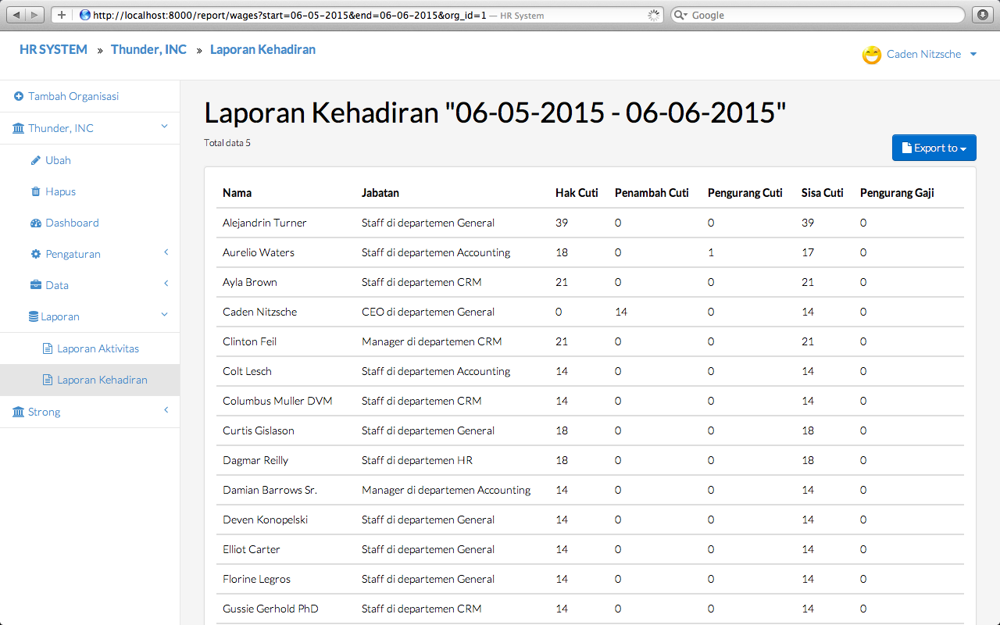 http://localhost:8000/report/wages?start=06-05-2015&end=06-06-2015&org_id=1 — HR System
Google
HR SYSTEM » Thunder, INC » Laporan Kehadiran
Caden Nitzsche
Tambah Organisasi
Thunder, INC
Ubah
Hapus
Dashboard
Pengaturan
Data
Laporan
Laporan Aktivitas
Laporan Kehadiran
Strong
Laporan Kehadiran "06-05-2015 - 06-06-2015"
Total data 5
Export to
Nama Jabatan Hak Cuti Penambah Cuti Pengurang Cuti Sisa Cuti Pengurang Gaji
Alejandrin Turner Staff di departemen General 39 0 0 39 0
Aurelio Waters Staff di departemen Accounting 18 0 1 17 0
Ayla Brown Staff di departemen CRM 21 0 0 21 0
Caden Nitzsche CEO di departemen General 0 14 0 14 0
Clinton Feil Manager di departemen CRM 21 0 0 21 0
Colt Lesch Staff di departemen Accounting 14 0 0 14 0
Columbus Muller DVM Staff di departemen CRM 14 0 0 14 0
Curtis Gislason Staff di departemen General 18 0 0 18 0
Dagmar Reilly Staff di departemen HR 18 0 0 18 0
Damian Barrows Sr. Manager di departemen Accounting 14 0 0 14 0
Deven Konopelski Staff di departemen General 14 0 0 14 0
Elliot Carter Staff di departemen General 14 0 0 14 0
Florine Legros Staff di departemen General 14 0 0 14 0
Gussie Gerhold PhD Staff di departemen CRM 14 0 0 14 0